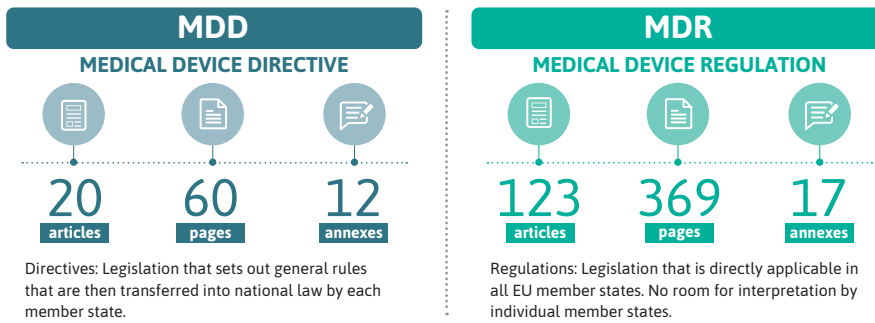 MDD
MEDICAL DEVICE DIRECTIVE
20
articles
60
pages
12
annexes
Directives: Legislation that sets out general rules
that are then transferred into national law by each
member state.
MDR
MEDICAL DEVICE REGULATION
123
articles
369
pages
17
annexes
Regulations: Legislation that is directly applicable in
all EU member states. No room for interpretation by
individual member states.